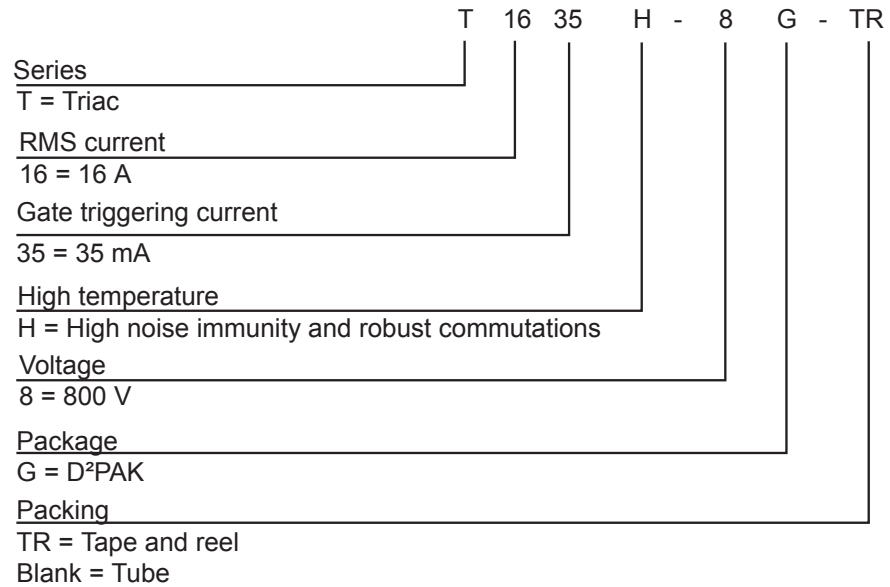 T 16 35 H - 8 G - TR
Series
T = Triac
RMS current
16 = 16 A
Gate triggering current
35 = 35 mA
High temperature
H = High noise immunity and robust commutations
Voltage
8 = 800 V
Package
G = D²PAK
Packing
TR = Tape and reel
Blank = Tube